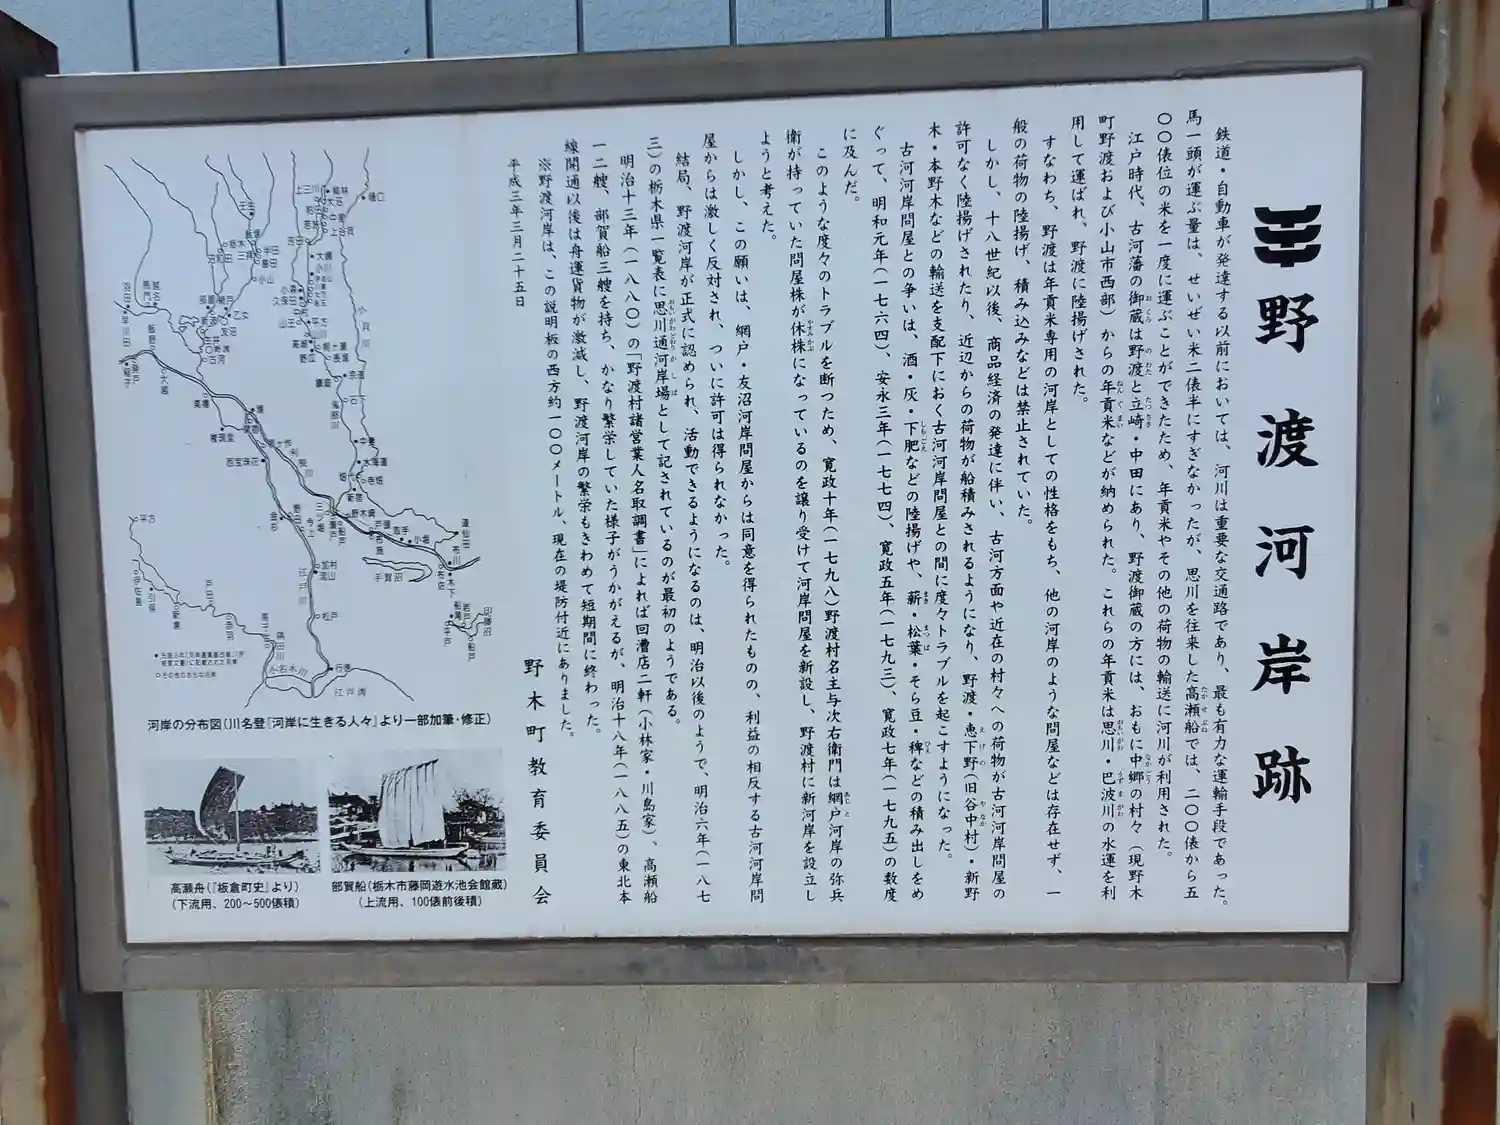 野渡河岸跡
鉄道・自動車が発達する以前においては、河川は重要な交通路であり、最も有力な運輸手段であった。
馬一頭が運ぶ量は、せいぜい米二俵半にすぎなかったが、思川を往来した高瀬船では、二〇〇俵から五
〇〇俵位の米を一度に運ぶことができたため、年貢米やその他の荷物の輸送に河川が利用された。
江戸時代、古河藩の御蔵は野渡と立崎・中田にあり、野渡御蔵の方には、おもに中郷の村々（現野木
町野渡および小山市西部）からの年貢米などが納められた。これらの年貢米は思川・巴波川の水運を利
用して運ばれ、野渡に陸揚げされた。
すなわち、野渡は年貢米専用の河岸としての性格をもち、他の河岸のような問屋などは存在せず、一
般の荷物の陸揚げ、積み込みなどは禁止されていた。
しかし、十八世紀以後、商品経済の発達に伴い、古河方面や近在の村々への荷物が古河河岸問屋の
許可なく陸揚げされたり、近辺からの荷物が船積みされるようになり、野渡・恵下野（旧谷中村）・新野
木・本野木などの輸送を支配下におく古河河岸問屋との間に度々トラブルを起こすようになった。
古河河岸問屋との争いは、酒・灰・下肥などの陸揚げや、薪・松葉・そら豆・稗などの積み出しをめ
ぐって、明和元年（一七六四）、安永三年（一七七四）、寛政五年（一七九三）、寛政七年（一七九五）の数度
に及んだ。
このような度々のトラブルを断つため、寛政十年（一七九八）野渡村名主与次右衛門は網戸河岸の弥兵
衛が持っていた問屋株が休株になっているのを譲り受けて河岸問屋を新設し、野渡村に新河岸を設立し
ようと考えた。
しかし、この願いは、網戸・友沼河岸問屋からは同意を得られたものの、利益の相反する古河河岸問
屋からは激しく反対され、ついに許可は得られなかった。
結局、野渡河岸が正式に認められ、活動できるようになるのは、明治以後のようで、明治六年（一八七
三）の栃木県一覧表に思川通河岸場として記されているのが最初のようである。
明治十三年（一八八〇）の「野渡村諸営業人名取調書」によれば回漕店二軒（小林家・川島家）、高瀬船
一二艘、部賀船三艘を持ち、かなり繁栄していた様子がうかがえるが、明治十八年（一八八五）の東北本
線開通以後は舟運貨物が激減し、野渡河岸の繁栄もきわめて短期間に終わった。
※野渡河岸は、この説明板の西方約一〇〇メートル、現在の堤防付近にありました。
野木町教育委員会
平成三年三月二十五日
河岸の分布図（川名登『河岸に生きる人々』より一部加筆・修正）
高瀬舟（『板倉町史』より）
（下流用、200〜500俵積）
部賀船（栃木市藤岡遊水池会館蔵）
（上流用、100俵前後積）